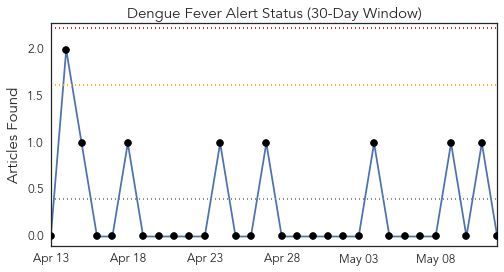 Dengue Fever Alert Status (30-Day Window)
Articles Found
2.0
1.5
1.0
0.5
0.0
Apr 13 Apr 18 Apr 23 Apr 28 May 03 May 08